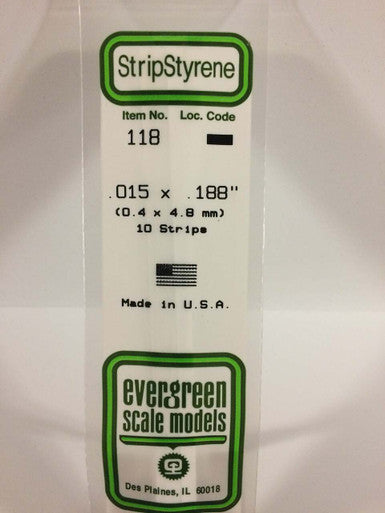 StripStyrene
Item No. Loc. Code
118
.015 x .188"
(0.4 x 4.8 mm)
10 Strips
Made in U.S.A.
evergreen
scale models
Des Plaines, IL 60018